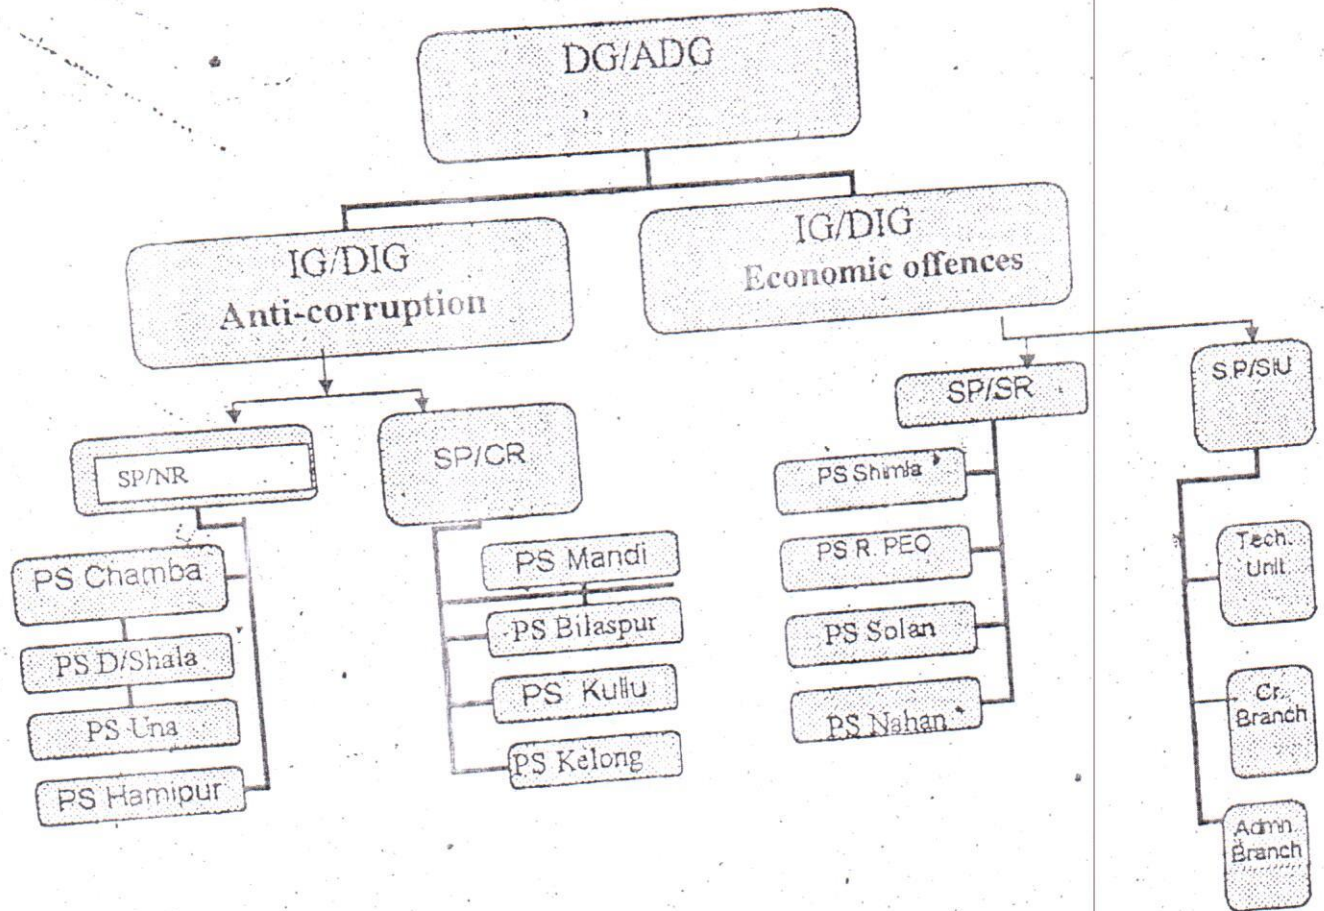 DG/ADG
IG/DIG
Anti-corruption
IG/DIG
Economic offences
SP/NR
SP/CR
SP/SR
S.P/SIU
PS Chamba
PS D/Shala
PS Una
PS Hamipur
PS Mandi
PS Bilaspur
PS Kullu
PS Kelong
PS Shimla
PS R. PEO
PS Solan
PS Nahan
Tech.
Unit
Cr.
Branch
Admn.
Branch